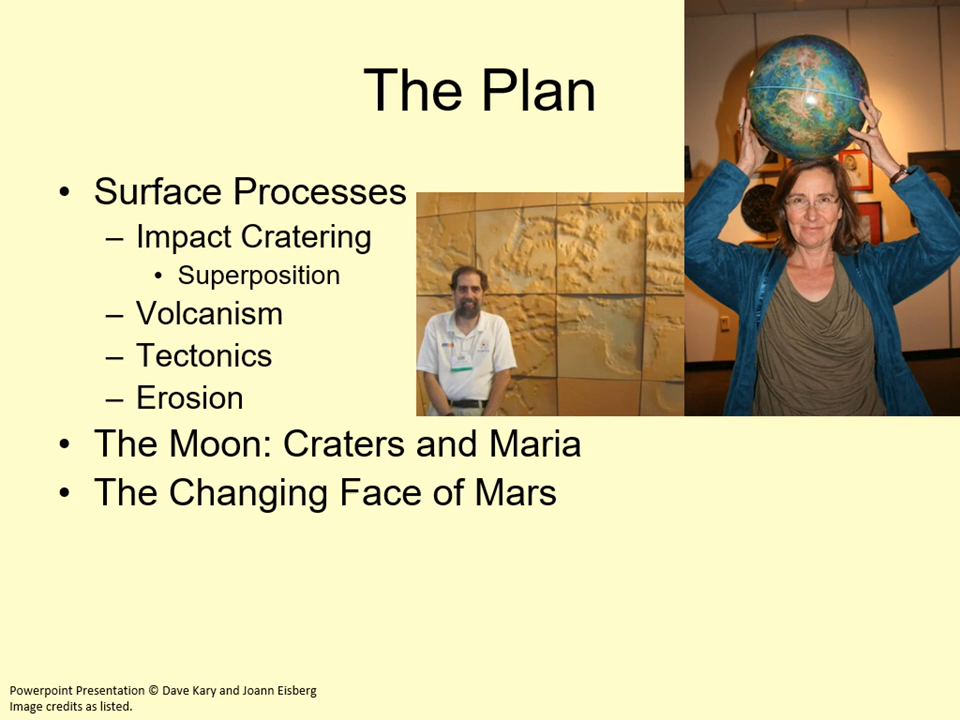 The Plan
• Surface Processes
– Impact Cratering
• Superposition
– Volcanism
– Tectonics
– Erosion
• The Moon: Craters and Maria
• The Changing Face of Mars
Powerpoint Presentation © Dave Kary and Joann Eisberg
Image credits as listed.